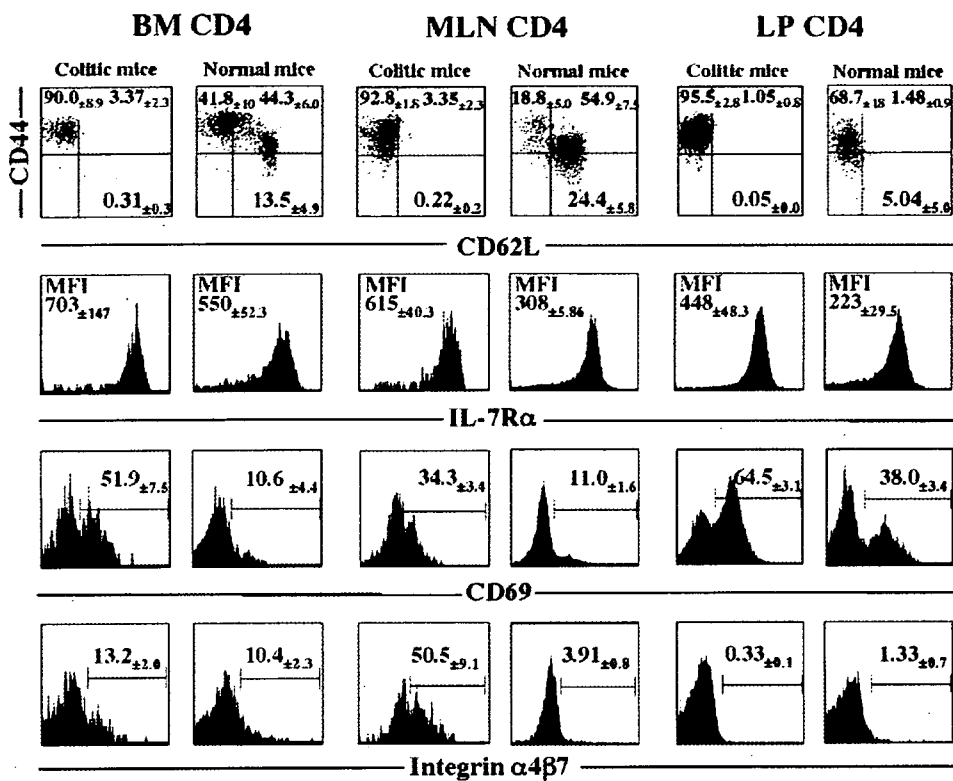 BM CD4 MLN CD4 LP CD4
Colitic mice Normal mice Colitic mice Normal mice Colitic mice Normal mice
90.0±8.9 3.37±2.3 41.8±10 44.3±6.0 92.8±1.8 3.35±2.3 18.8±5.0 54.9±7.5 95.5±2.8 1.05±0.8 68.7±18 1.48±0.9
CD44
0.31±0.3 13.5±4.9 0.22±0.2 24.4±5.8 0.05±0.0 5.04±5.0
CD62L
MFI MFI MFI MFI MFI MFI
703±147 550±52.3 615±40.3 308±5.86 448±48.3 223±29.5
IL-7Rα
51.9±7.5 10.6±4.4 34.3±3.4 11.0±1.6 64.5±3.1 38.0±3.4
CD69
13.2±2.0 10.4±2.3 50.5±9.1 3.91±0.8 0.33±0.1 1.33±0.7
Integrin α4β7